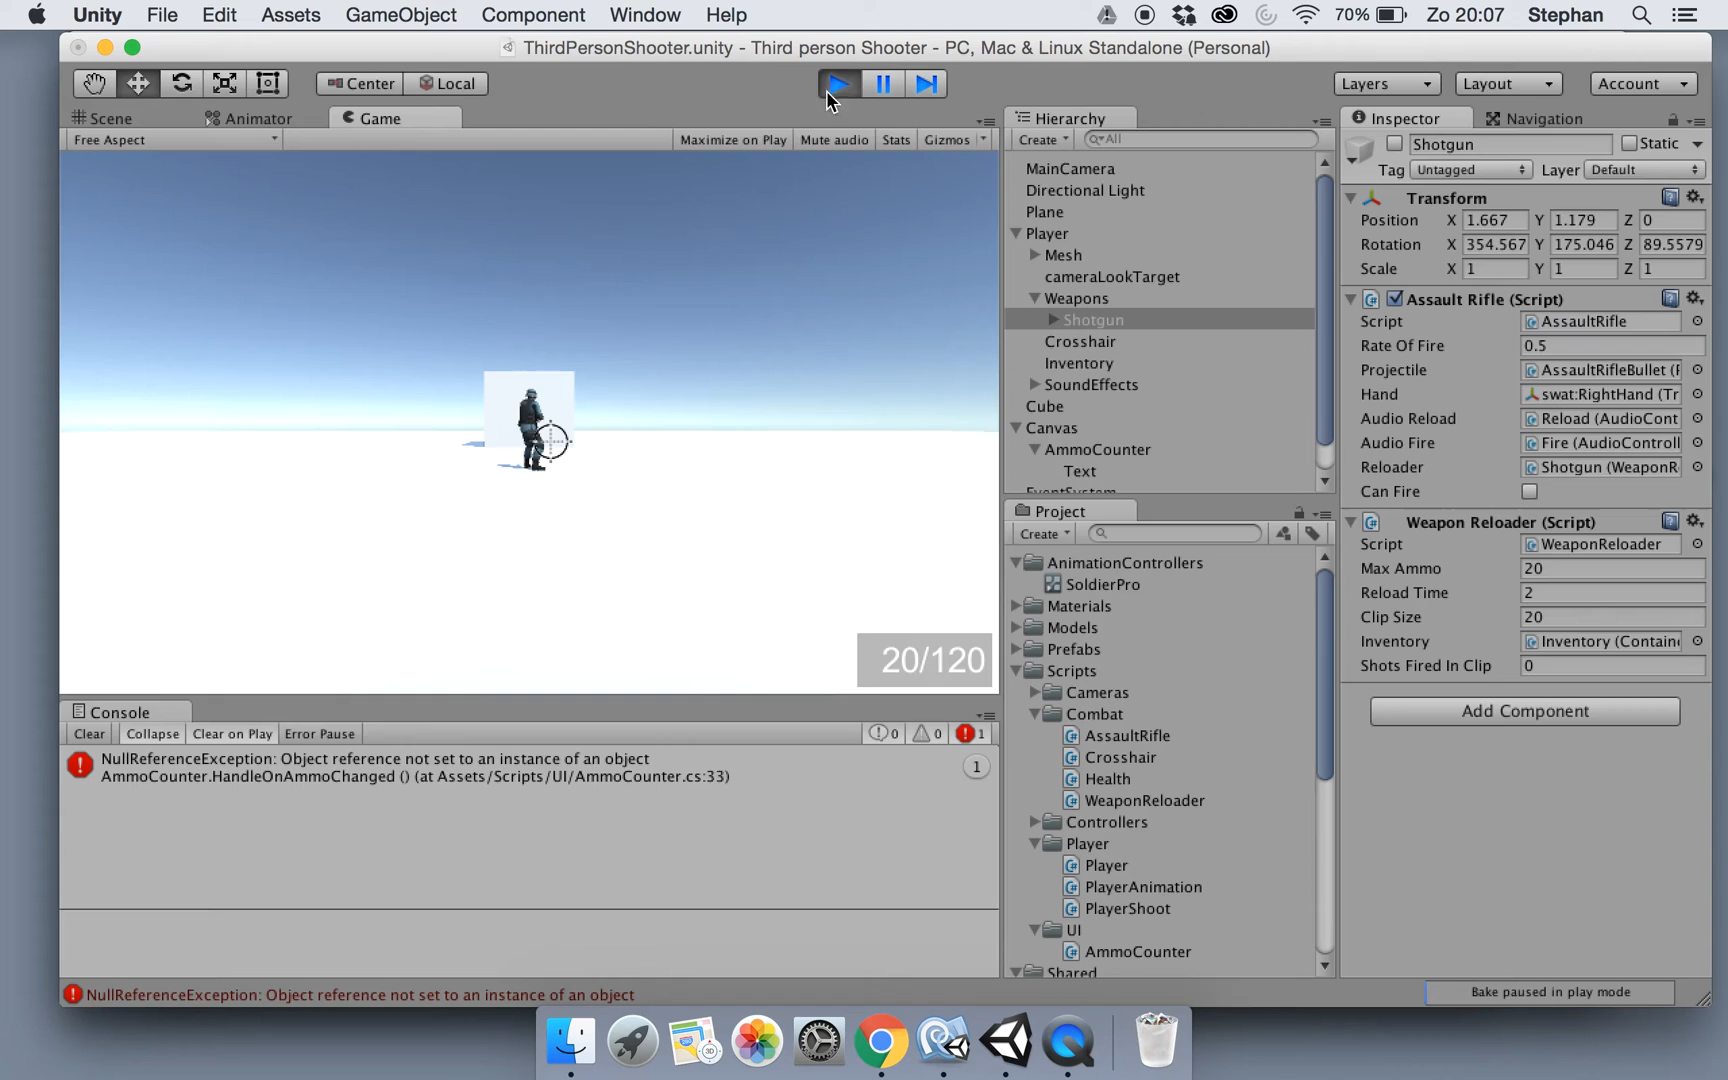 Unity File Edit Assets GameObject Component Window Help 70% Zo 20:07 Stephan
ThirdPersonShooter.unity - Third person Shooter - PC, Mac & Linux Standalone (Personal)
Center Local Layers Layout Account
Scene Animator Game
Free Aspect Maximize on Play Mute audio Stats Gizmos
20/120
Console
Clear Collapse Clear on Play Error Pause 0 0 1
NullReferenceException: Object reference not set to an instance of an object
AmmoCounter.HandleOnAmmoChanged () (at Assets/Scripts/UI/AmmoCounter.cs:33)
1
Hierarchy
Create All
MainCamera
Directional Light
Plane
Player
Mesh
cameraLookTarget
Weapons
Shotgun
Crosshair
Inventory
SoundEffects
Cube
Canvas
AmmoCounter
Text
EventSystem
Project
Create
AnimationControllers
SoldierPro
Materials
Models
Prefabs
Scripts
Cameras
Combat
AssaultRifle
Crosshair
Health
WeaponReloader
Controllers
Player
Player
PlayerAnimation
PlayerShoot
UI
AmmoCounter
Shared
Inspector Navigation
Shotgun Static
Tag Untagged Layer Default
Transform
Position X 1.667 Y 1.179 Z 0
Rotation X 354.567 Y 175.046 Z 89.5579
Scale X 1 Y 1 Z 1
Assault Rifle (Script)
Script AssaultRifle
Rate Of Fire 0.5
Projectile AssaultRifleBullet (P
Hand swat:RightHand (Tr
Audio Reload Reload (AudioCont
Audio Fire Fire (AudioControll
Reloader Shotgun (WeaponR
Can Fire
Weapon Reloader (Script)
Script WeaponReloader
Max Ammo 20
Reload Time 2
Clip Size 20
Inventory Inventory (Contain
Shots Fired In Clip 0
Add Component
NullReferenceException: Object reference not set to an instance of an object
Bake paused in play mode
3D